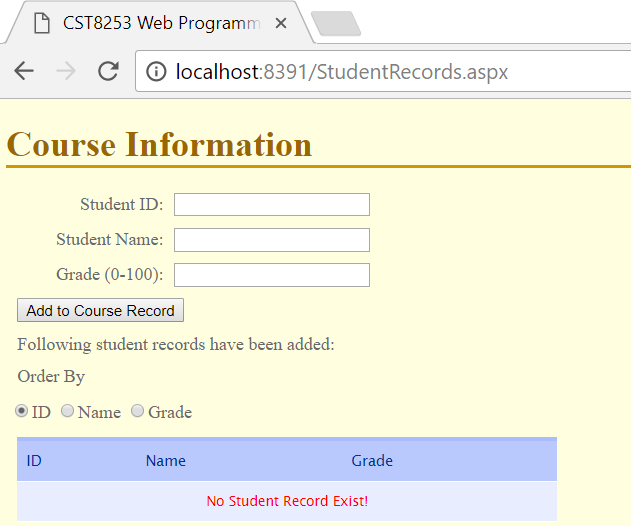 CST8253 Web Programm
localhost:8391/StudentRecords.aspx
Course Information
Student ID:
Student Name:
Grade (0-100):
Add to Course Record
Following student records have been added:
Order By
ID Name Grade
ID Name Grade
No Student Record Exist!